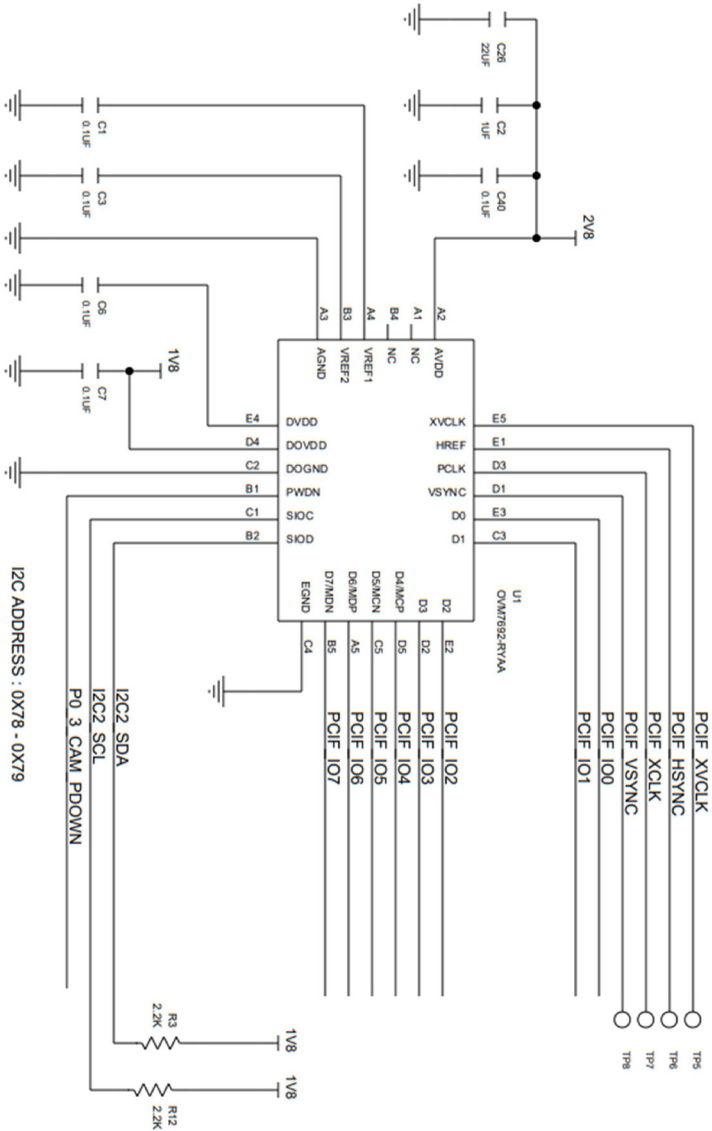 C26
22UF
C2
1UF
C40
0.1UF
2V8
C1
0.1UF
C3
0.1UF
C6
0.1UF
1V8
C7
0.1UF
A3
B3
A4
B4
A1
A2
AGND
VREF2
VREF1
NC
NC
AVDD
E4
DVDD
D4
DOVDD
C2
DOGND
B1
PWDN
C1
SIOC
B2
SIOD
XVCLK
E5
HREF
E1
PCLK
D3
VSYNC
D1
D0
E3
D1
C3
EGND
D7/MDN
D6/MDP
D5/MCN
D4/MCP
D3
D2
C4
B5
A5
C5
D5
D2
E2
U1
OVM7692-RYAA
PCIF_XVCLK
PCIF_HSYNC
PCIF_XCLK
PCIF_VSYNC
PCIF_IO0
PCIF_IO1
PCIF_IO2
PCIF_IO3
PCIF_IO4
PCIF_IO5
PCIF_IO6
PCIF_IO7
I2C2_SDA
I2C2_SCL
P0_3_CAM_PDOWN
I2C ADDRESS : 0X78 - 0X79
TP5
TP6
TP7
TP8
R3
2.2K
1V8
R12
2.2K
1V8